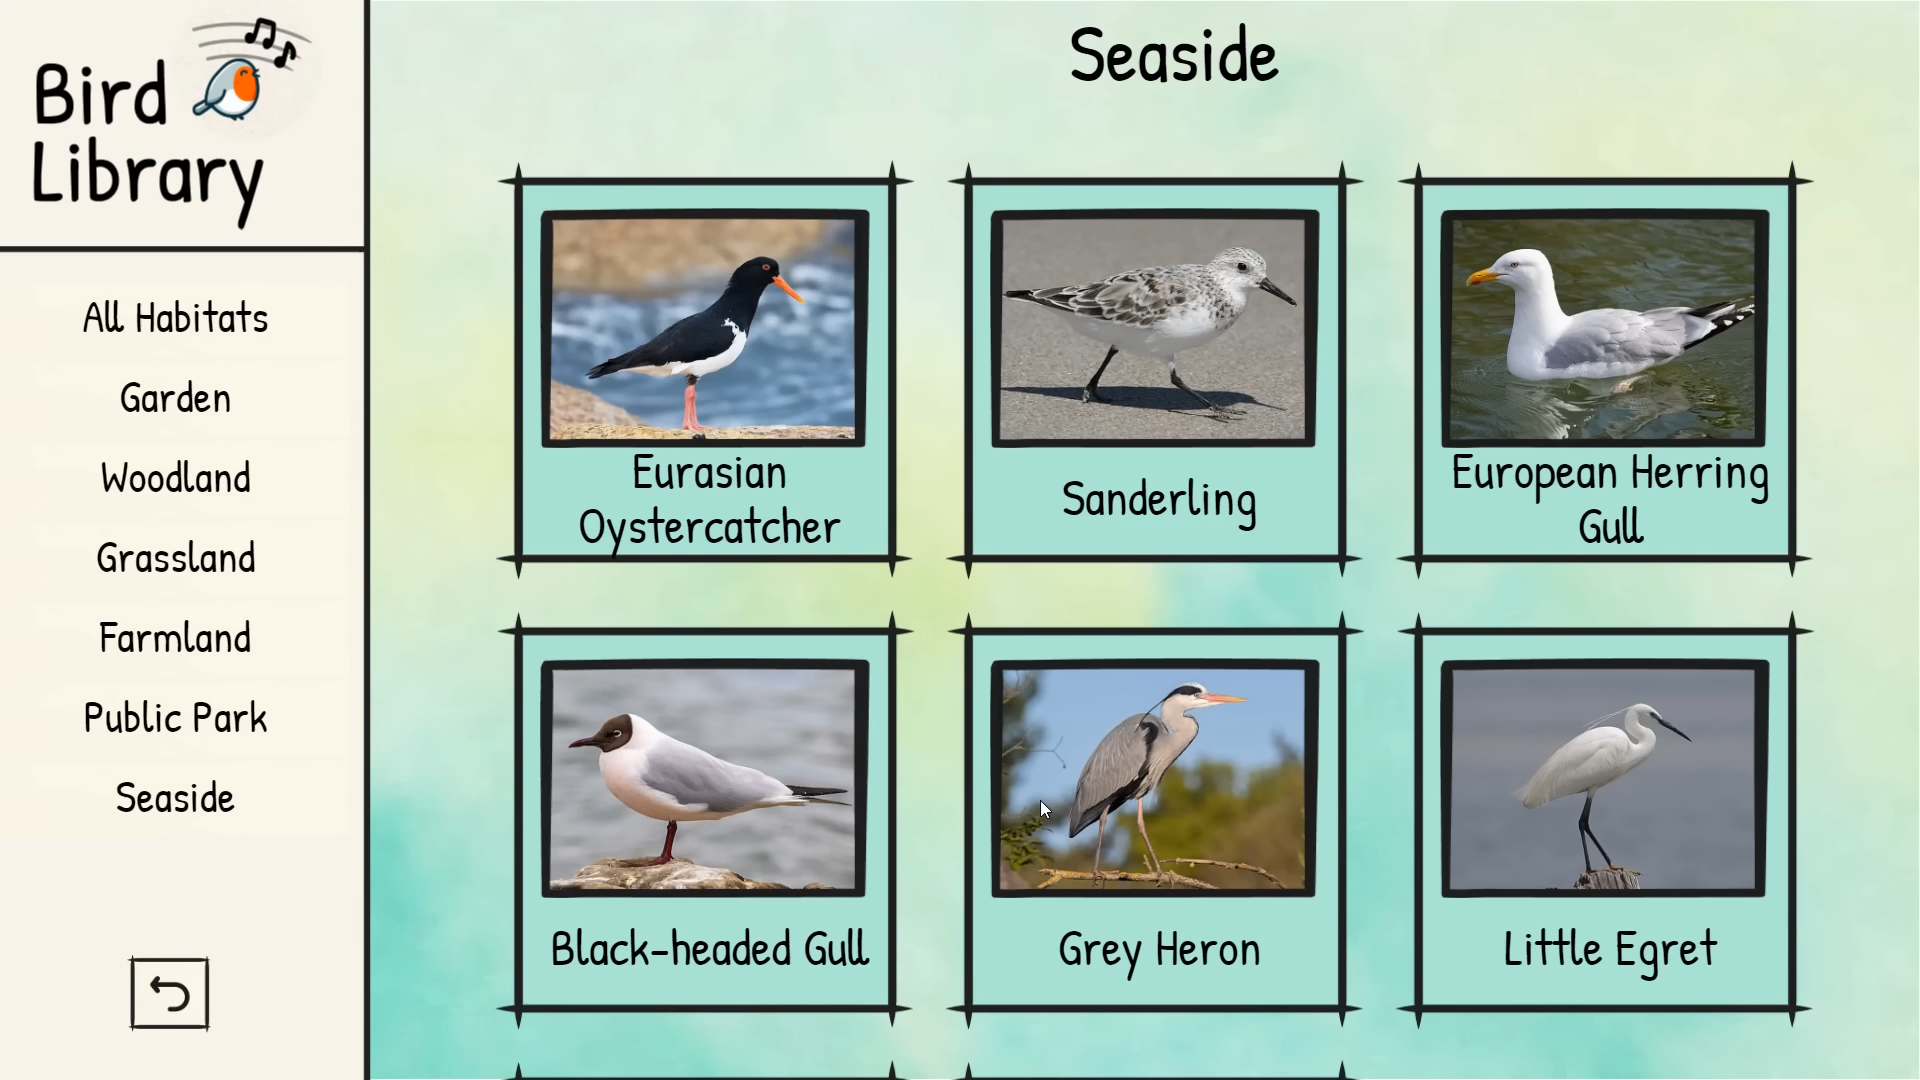 Bird
Library
All Habitats
Garden
Woodland
Grassland
Farmland
Public Park
Seaside
Seaside
Eurasian
Oystercatcher
Sanderling
European Herring
Gull
Black-headed Gull
Grey Heron
Little Egret